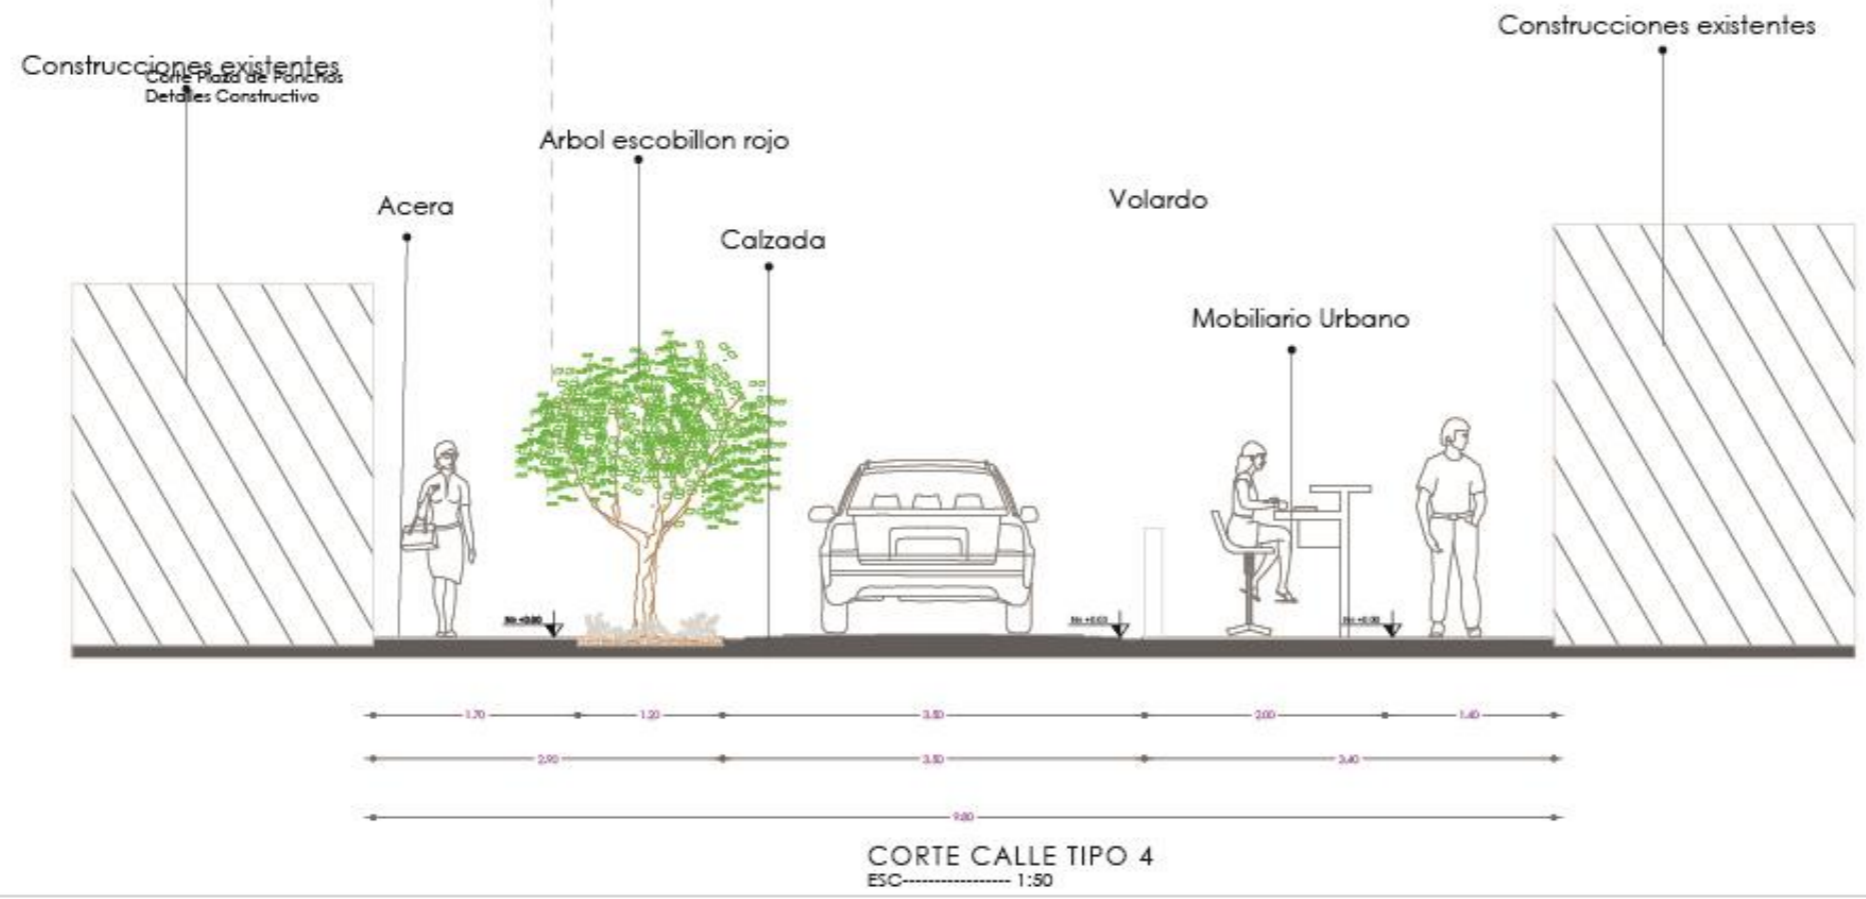 Construcciones existentes
Construcciones existentes
Corte Plaza de Ponchos
Detalles Constructivo
Arbol escobillon rojo
Acera
Volardo
Calzada
Mobiliario Urbano
1.70
1.20
3.50
2.00
1.40
2.90
3.50
3.40
9.80
CORTE CALLE TIPO 4
ESC----------------- 1:50